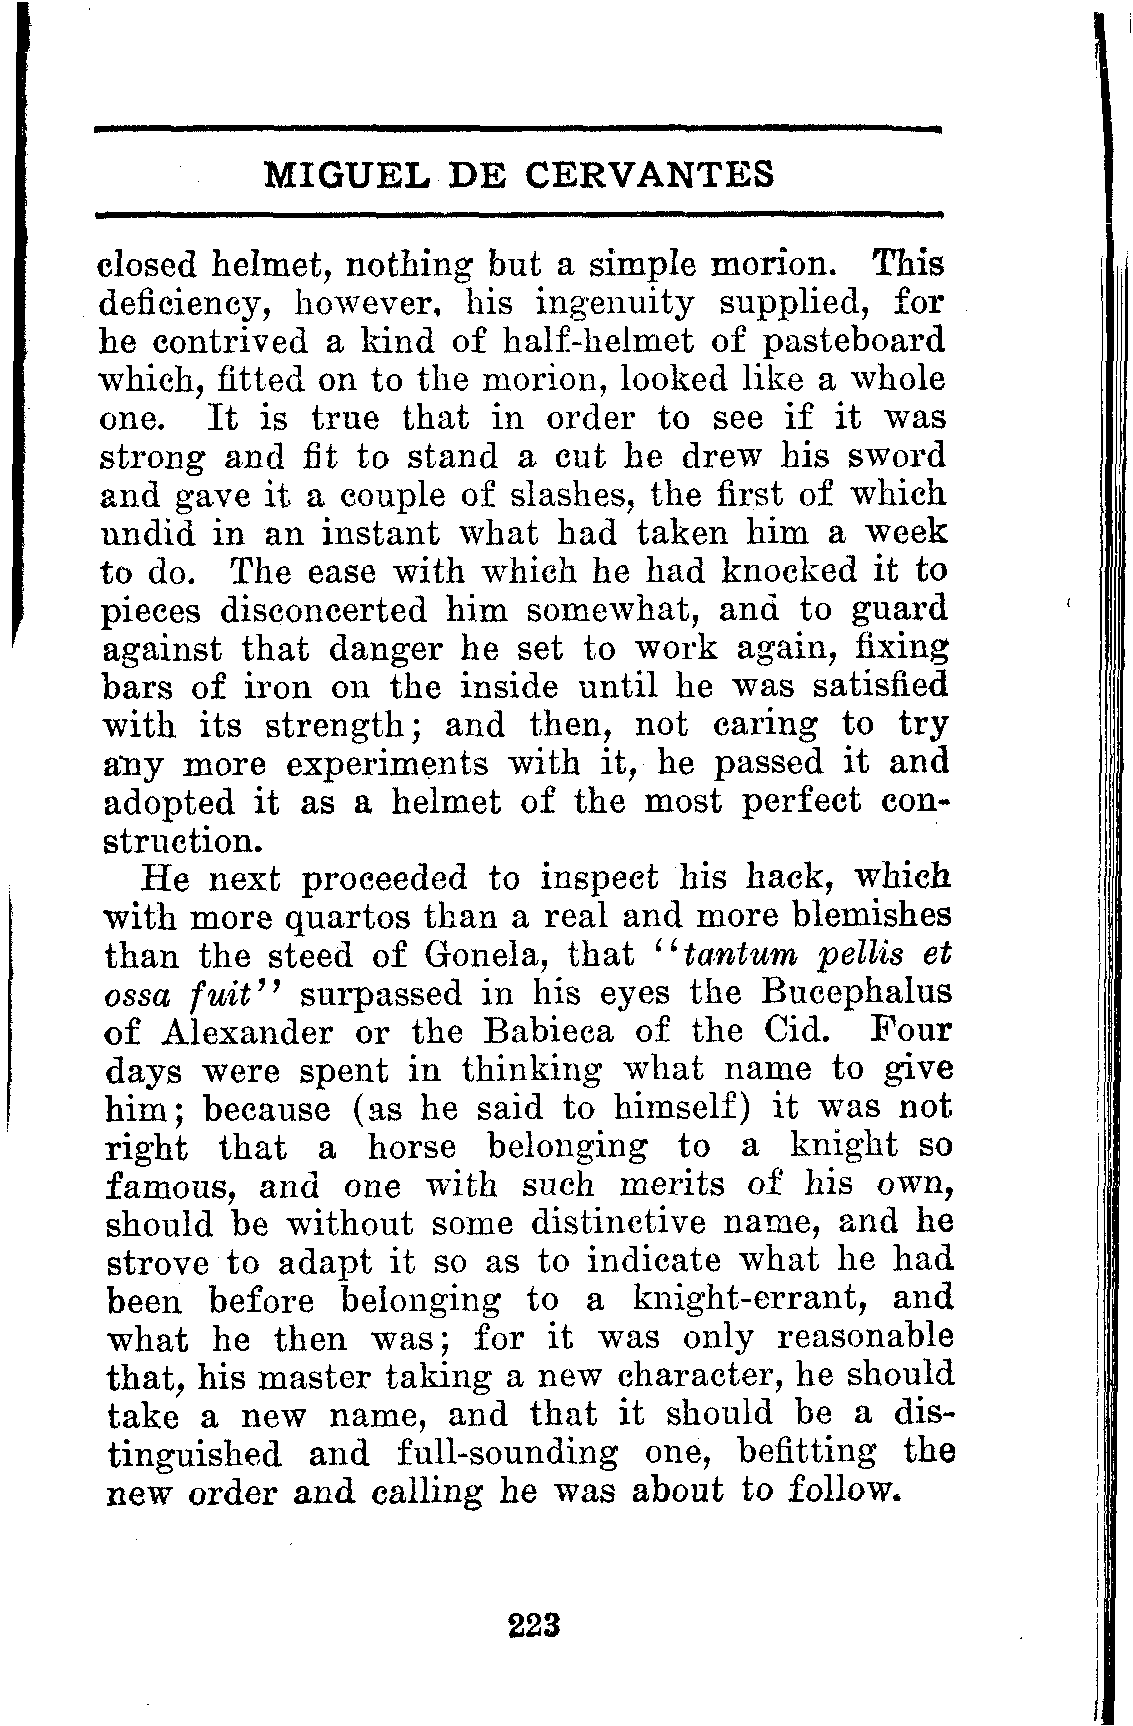 MIGUEL DE CERVANTES
closed helmet, nothing but a simple morion. This
deficiency, however, his ingenuity supplied, for
he contrived a kind of half-helmet of pasteboard
which, fitted on to the morion, looked like a whole
one. It is true that in order to see if it was
strong and fit to stand a cut he drew his sword
and gave it a couple of slashes, the first of which
undid in an instant what had taken him a week
to do. The ease with which he had knocked it to
pieces disconcerted him somewhat, and to guard
against that danger he set to work again, fixing
bars of iron on the inside until he was satisfied
with its strength; and then, not caring to try
any more experiments with it, he passed it and
adopted it as a helmet of the most perfect con-
struction.
He next proceeded to inspect his hack, which
with more quartos than a real and more blemishes
than the steed of Gonela, that "tantum pellis et
ossa fuit" surpassed in his eyes the Bucephalus
of Alexander or the Babieca of the Cid. Four
days were spent in thinking what name to give
him; because (as he said to himself) it was not
right that a horse belonging to a knight so
famous, and one with such merits of his own,
should be without some distinctive name, and he
strove to adapt it so as to indicate what he had
been before belonging to a knight-errant, and
what he then was; for it was only reasonable
that, his master taking a new character, he should
take a new name, and that it should be a dis-
tinguished and full-sounding one, befitting the
new order and calling he was about to follow.
223